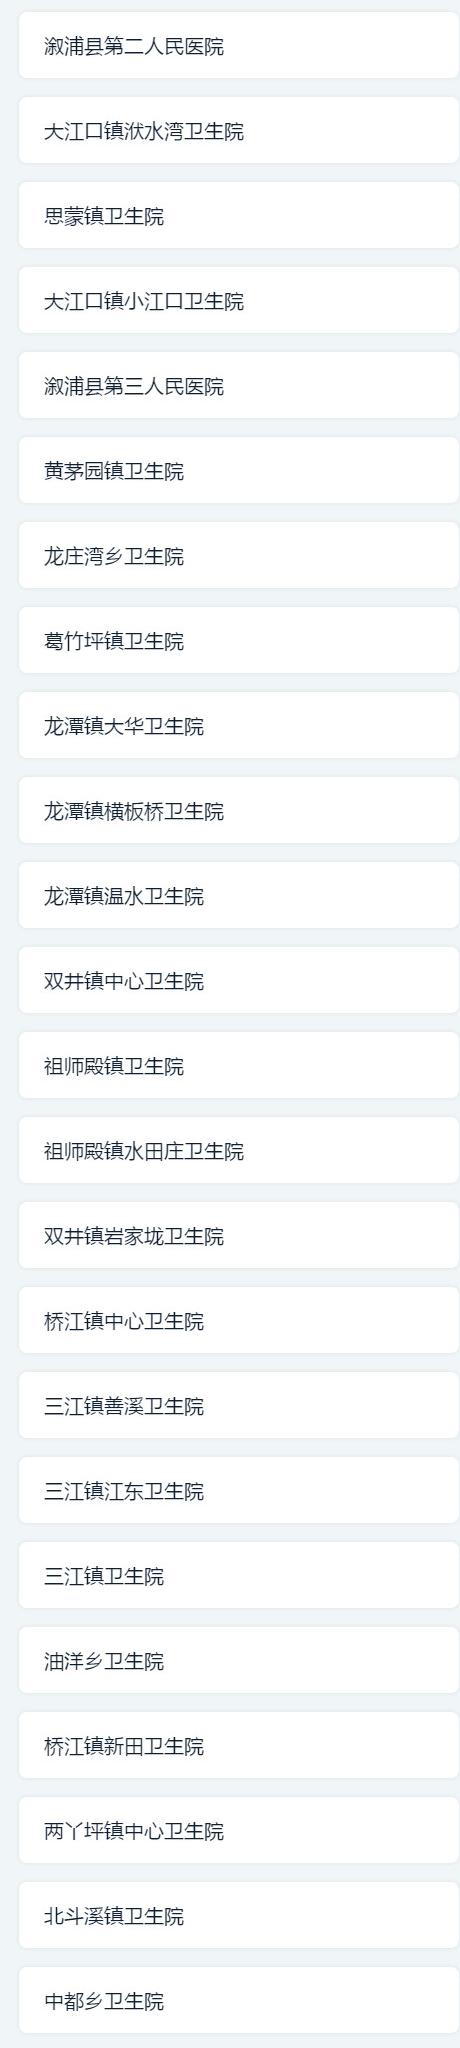 溆浦县第二人民医院
大江口镇洑水湾卫生院
思蒙镇卫生院
大江口镇小江口卫生院
溆浦县第三人民医院
黄茅园镇卫生院
龙庄湾乡卫生院
葛竹坪镇卫生院
龙潭镇大华卫生院
龙潭镇横板桥卫生院
龙潭镇温水卫生院
双井镇中心卫生院
祖师殿镇卫生院
祖师殿镇水田庄卫生院
双井镇岩家垅卫生院
桥江镇中心卫生院
三江镇善溪卫生院
三江镇江东卫生院
三江镇卫生院
油洋乡卫生院
桥江镇新田卫生院
两丫坪镇中心卫生院
北斗溪镇卫生院
中都乡卫生院